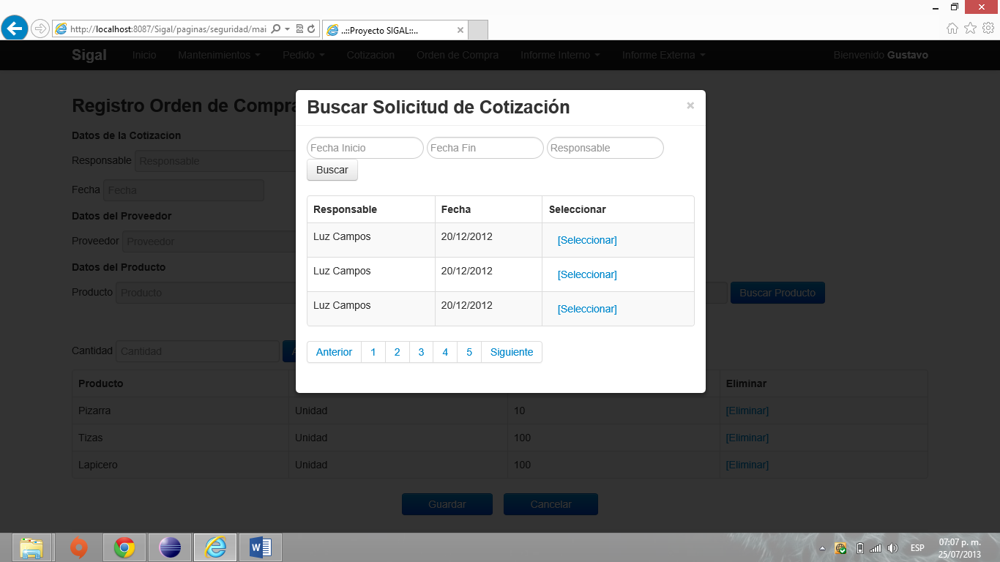 http://localhost:8087/Sigal/paginas/seguridad/mai
..::Proyecto SIGAL::..
Sigal Inicio Mantenimientos Pedido Cotizacion Orden de Compra Informe Interno Informe Externa Bienvenido Gustavo
Registro Orden de Compra
Datos de la Cotizacion
Responsable Responsable
Fecha Fecha
Datos del Proveedor
Proveedor Proveedor
Datos del Producto
Producto Producto Buscar Producto
Cantidad Cantidad
Producto Eliminar
Pizarra Unidad 10 [Eliminar]
Tizas Unidad 100 [Eliminar]
Lapicero Unidad 100 [Eliminar]
Guardar Cancelar
Buscar Solicitud de Cotización ×
Fecha Inicio Fecha Fin Responsable
Buscar
Responsable Fecha Seleccionar
Luz Campos 20/12/2012 [Seleccionar]
Luz Campos 20/12/2012 [Seleccionar]
Luz Campos 20/12/2012 [Seleccionar]
Anterior 1 2 3 4 5 Siguiente
ESP 07:07 p. m.
25/07/2013